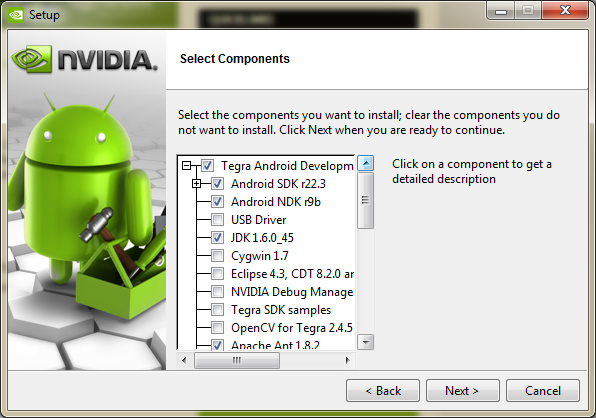 Setup
NVIDIA.
Select Components
Select the components you want to install; clear the components you do
not want to install. Click Next when you are ready to continue.
Tegra Android Developm
Android SDK r22.3
Android NDK r9b
USB Driver
JDK 1.6.0_45
Cygwin 1.7
Eclipse 4.3, CDT 8.2.0 ar
NVIDIA Debug Manage
Tegra SDK samples
OpenCV for Tegra 2.4.5
Apache Ant 1.8.2
Click on a component to get a
detailed description
< Back
Next >
Cancel